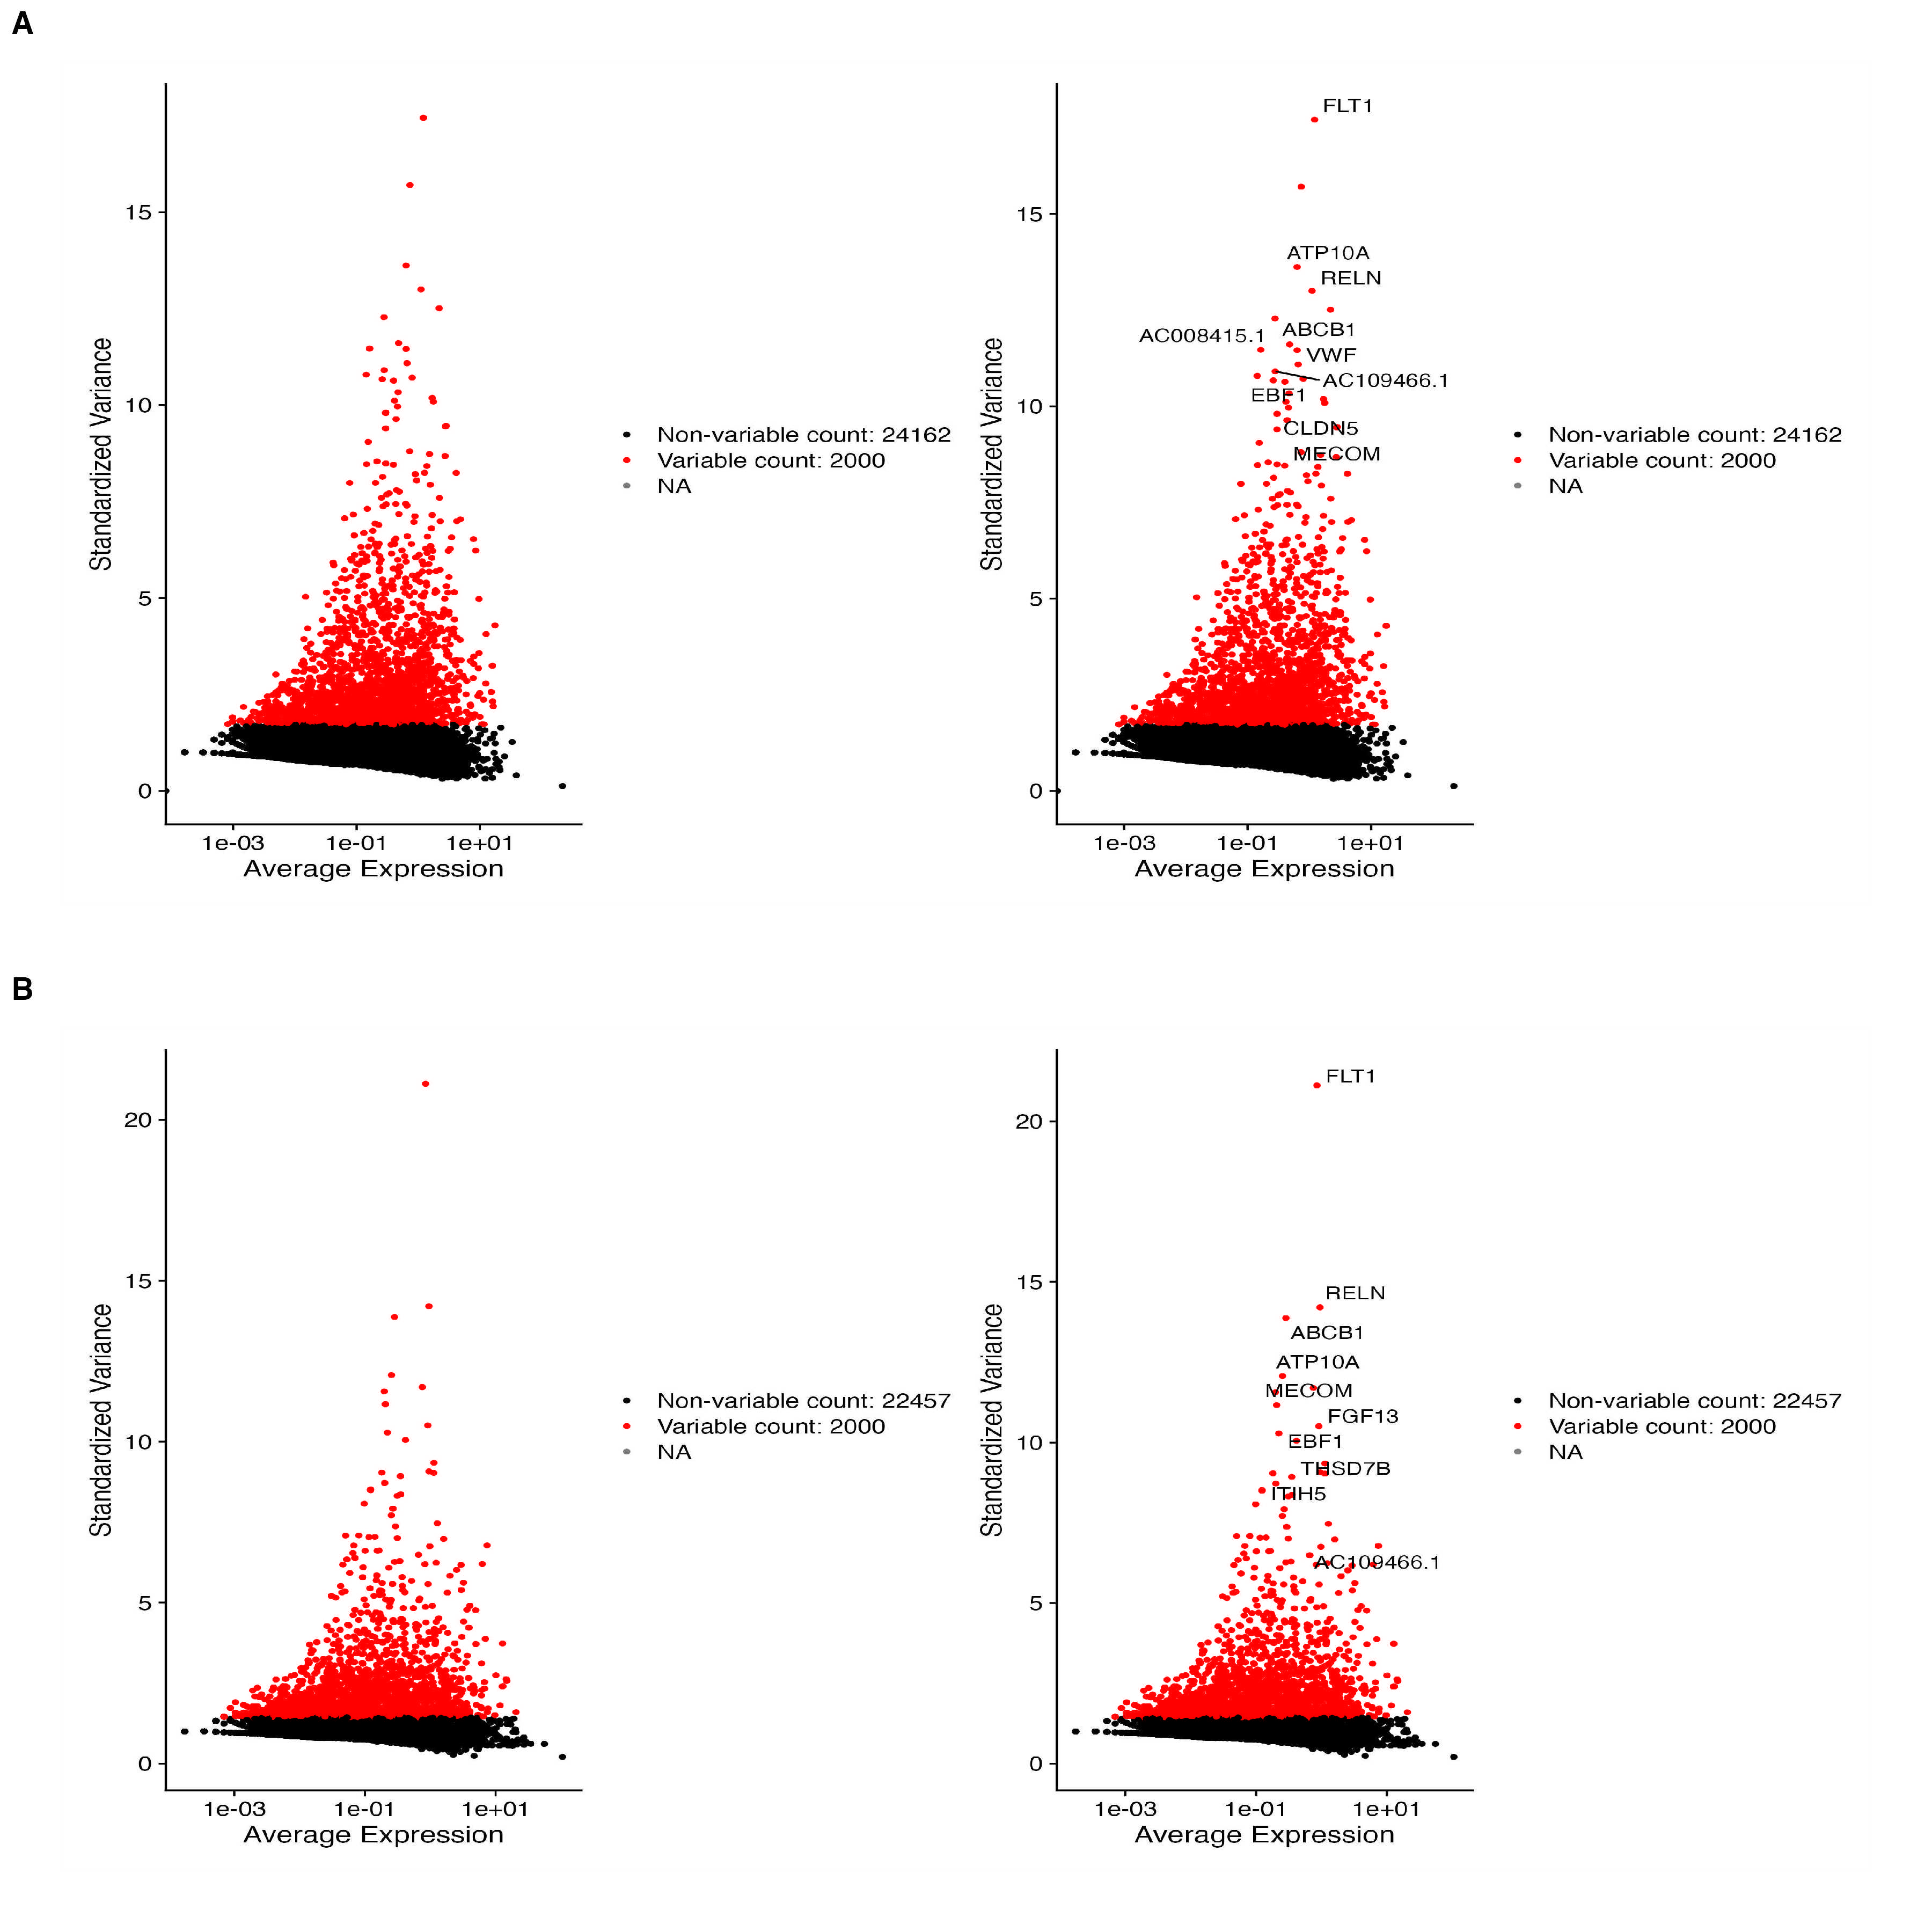 A
Standardized Variance
15
10
5
0
1e-03
1e-01
1e+01
Average Expression
Non-variable count: 24162
Variable count: 2000
NA
Standardized Variance
15
10
5
0
1e-03
1e-01
1e+01
Average Expression
FLT1
ATP10A
RELN
ABCB1
AC008415.1
VWF
AC109466.1
EBF1
CLDN5
MECOM
Non-variable count: 24162
Variable count: 2000
NA
B
Standardized Variance
20
15
10
5
0
1e-03
1e-01
1e+01
Average Expression
Non-variable count: 22457
Variable count: 2000
NA
Standardized Variance
20
15
10
5
0
1e-03
1e-01
1e+01
Average Expression
FLT1
RELN
ABCB1
ATP10A
MECOM
FGF13
EBF1
THSD7B
ITIH5
AC109466.1
Non-variable count: 22457
Variable count: 2000
NA